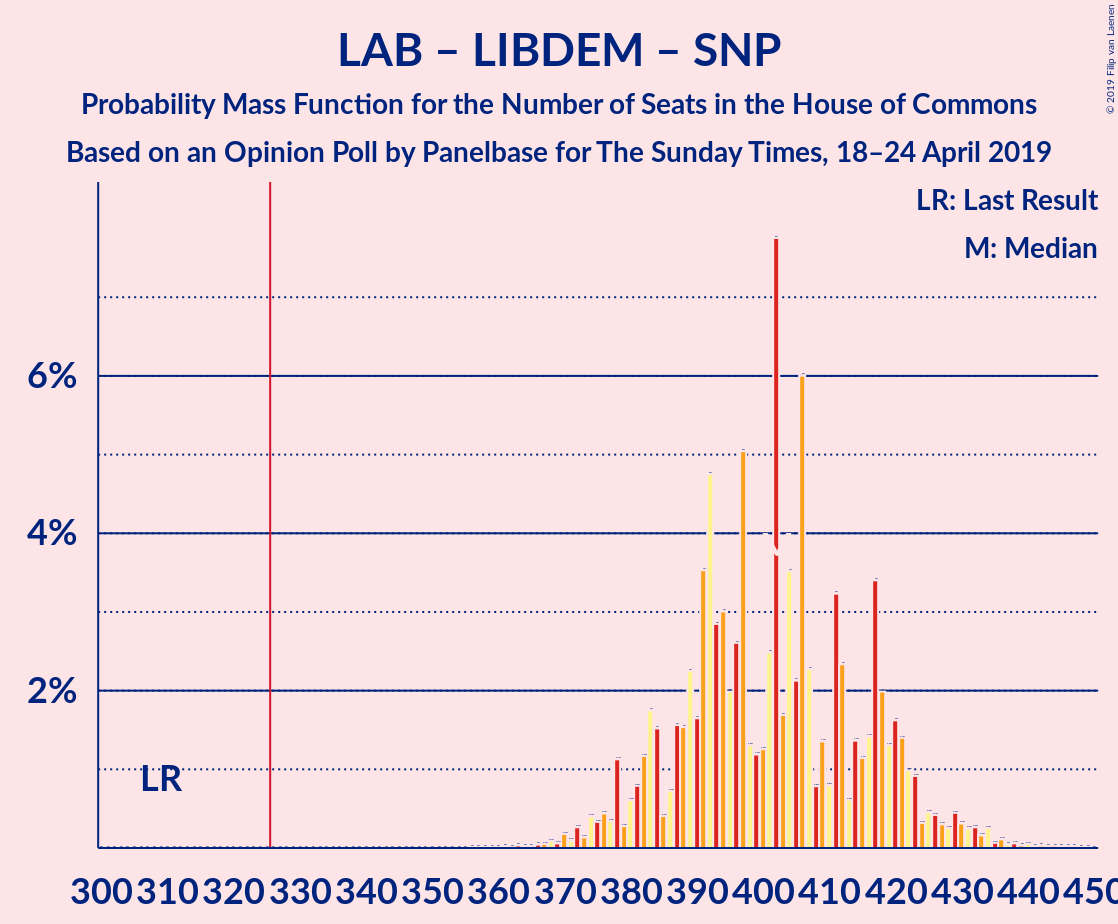 LAB – LIBDEM – SNP
Probability Mass Function for the Number of Seats in the House of Commons
Based on an Opinion Poll by Panelbase for The Sunday Times, 18–24 April 2019
© 2019 Filip van Laenen
LR: Last Result
M: Median
6%
4%
2%
LR
300 310 320 330 340 350 360 370 380 390 400 410 420 430 440 450